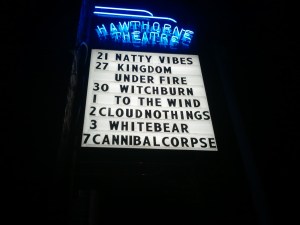 HAWTHORNE
THEATRE
21 NATTY VIBES
27 KINGDOM
UNDER FIRE
30 WITCHBURN
1 TO THE WIND
2 CLOUDNOTHINGS
3 WHITEBEAR
7 CANNIBALCORPSE